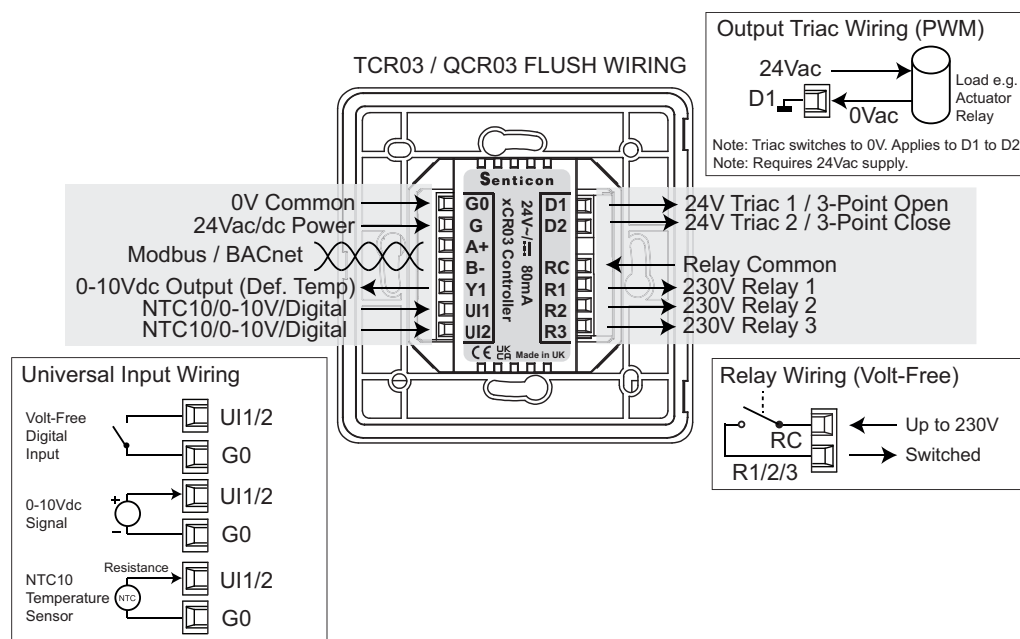 Output Triac Wiring (PWM)
24Vac
D1
0Vac
Load e.g.
Actuator
Relay
Note: Triac switches to 0V. Applies to D1 to D2
Note: Requires 24Vac supply.
TCR03 / QCR03 FLUSH WIRING
0V Common
24Vac/dc Power
Modbus / BACnet
0-10Vdc Output (Def. Temp)
NTC10/0-10V/Digital
NTC10/0-10V/Digital
Senticon
G0
G
A+
B-
Y1
UI1
UI2
xCR03 Controller
24V~/⎓ 80mA
D1
D2
RC
R1
R2
R3
CE UK CA Made in UK
24V Triac 1 / 3-Point Open
24V Triac 2 / 3-Point Close
Relay Common
230V Relay 1
230V Relay 2
230V Relay 3
Universal Input Wiring
Volt-Free
Digital
Input
UI1/2
G0
0-10Vdc
Signal
+
–
UI1/2
G0
NTC10
Temperature
Sensor
Resistance
NTC
UI1/2
G0
Relay Wiring (Volt-Free)
RC
R1/2/3
Up to 230V
Switched